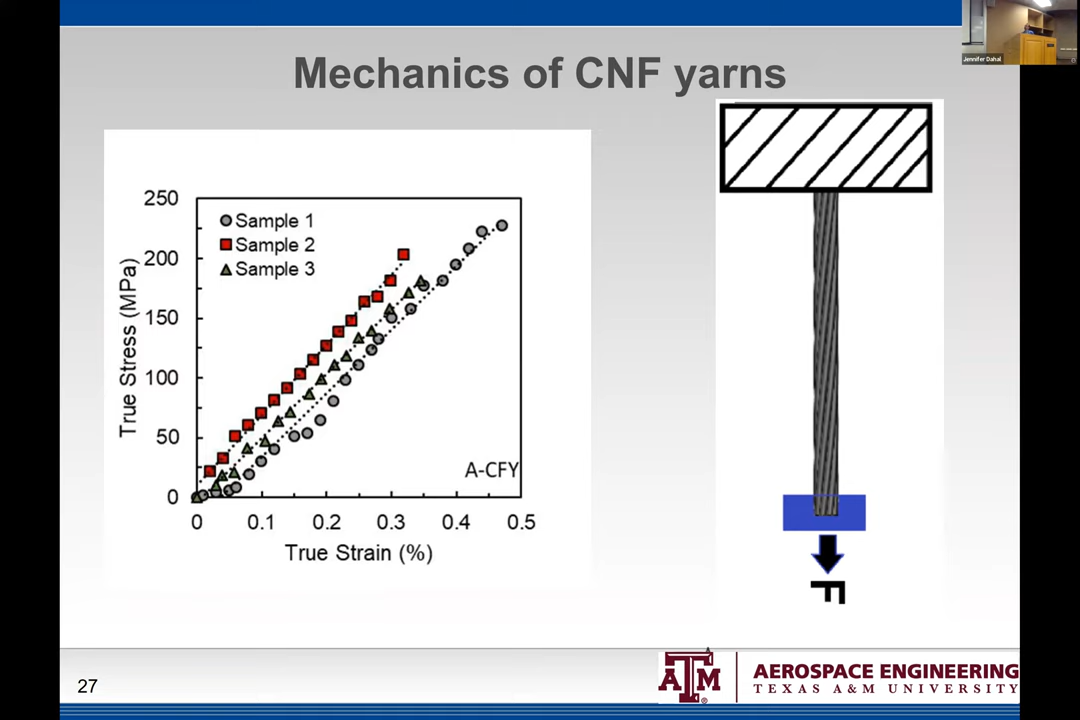 Jennifer Dahal
Mechanics of CNF yarns
250
200
150
100
50
0
True Stress (MPa)
Sample 1
Sample 2
Sample 3
A-CFY
0
0.1
0.2
0.3
0.4
0.5
True Strain (%)
F
27
ATM
AEROSPACE ENGINEERING
TEXAS A&M UNIVERSITY